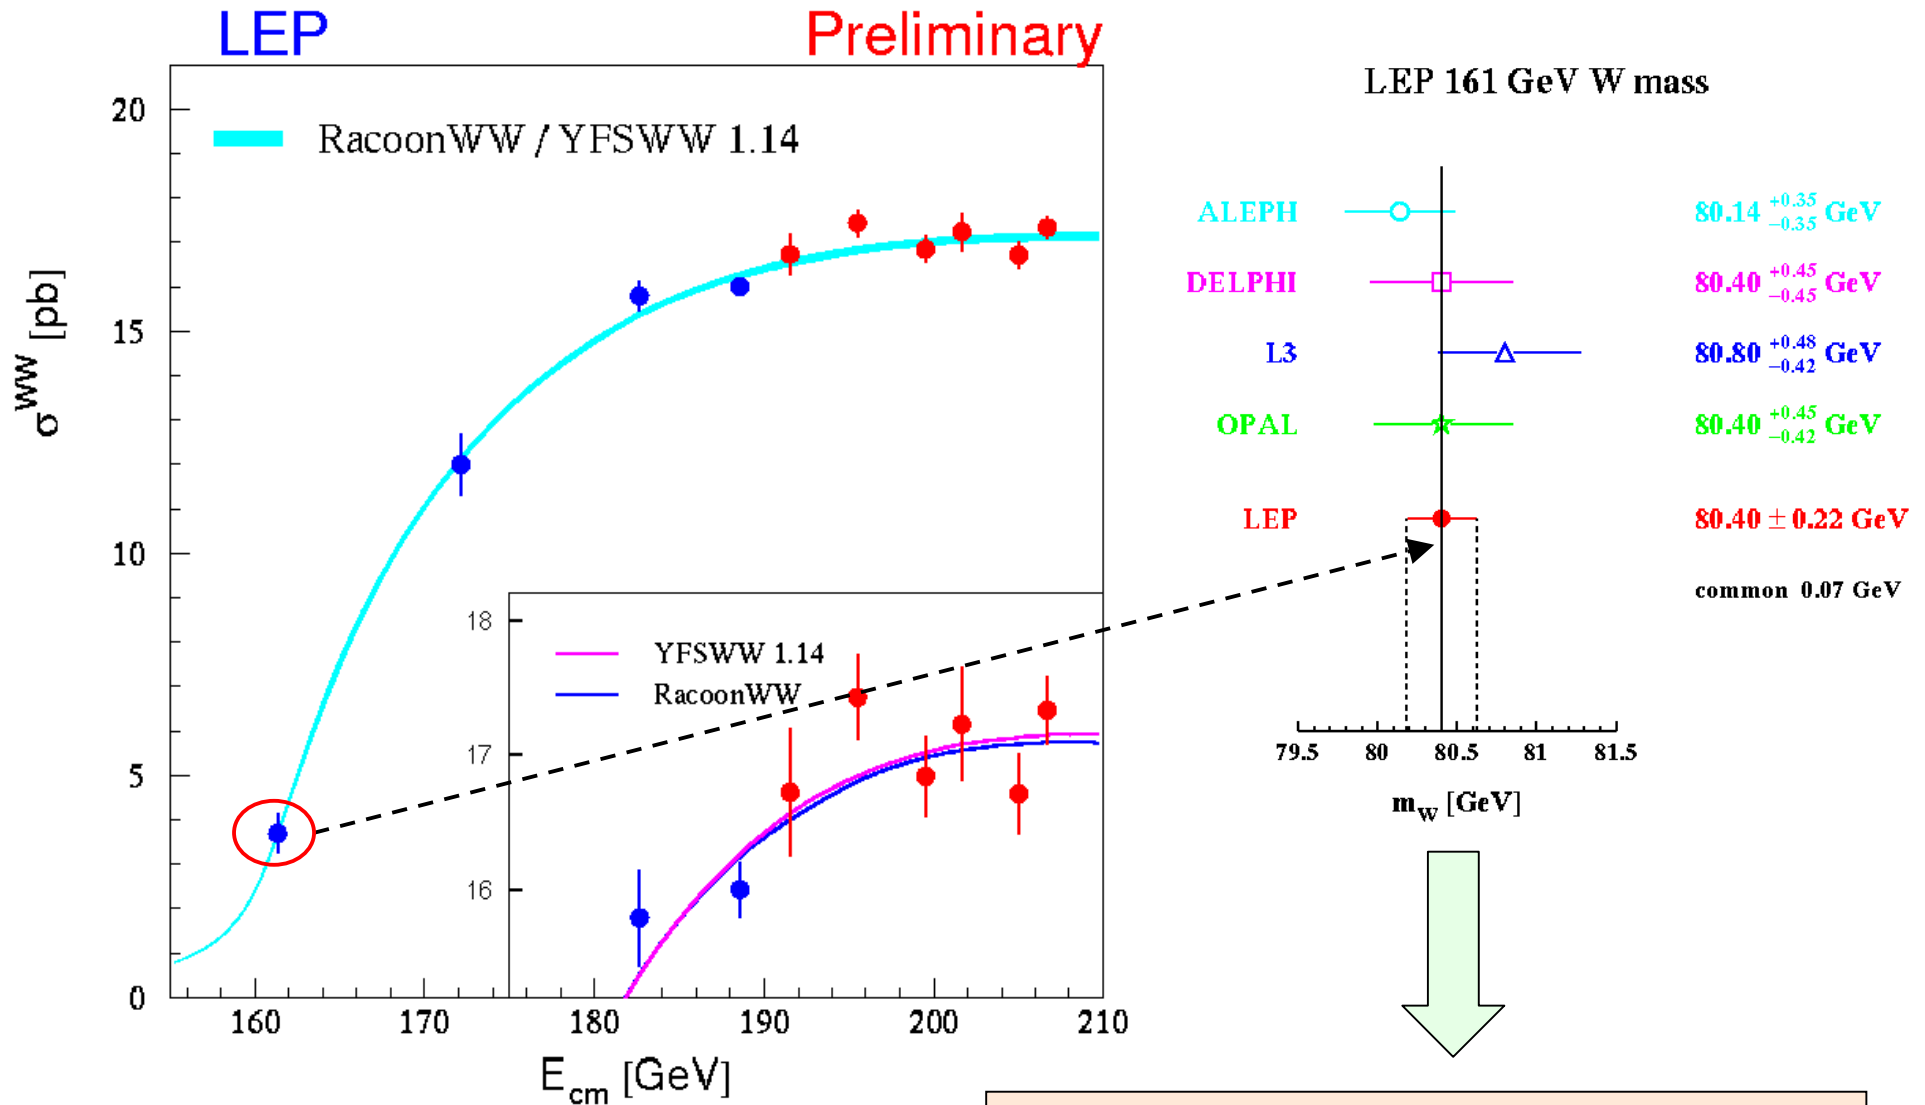 LEP Preliminary
20
15
10
5
0
σWW [pb]
RacoonWW / YFSWW 1.14
18
17
16
YFSWW 1.14
RacoonWW
160 170 180 190 200 210
Ecm [GeV]
LEP 161 GeV W mass
ALEPH 80.14 +0.35 −0.35 GeV
DELPHI 80.40 +0.45 −0.45 GeV
L3 80.80 +0.48 −0.42 GeV
OPAL 80.40 +0.45 −0.42 GeV
LEP 80.40 ± 0.22 GeV
common 0.07 GeV
79.5 80 80.5 81 81.5
mW [GeV]